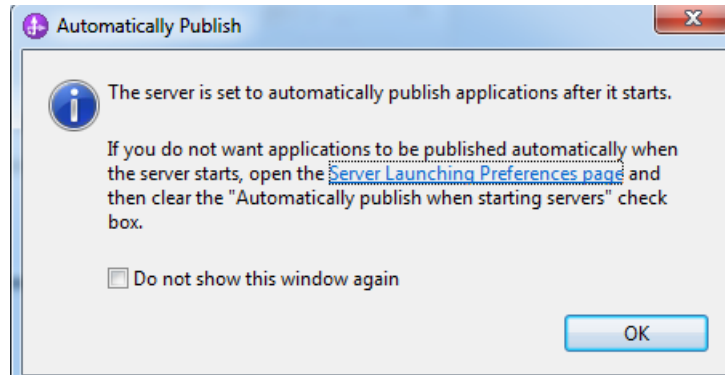 Automatically Publish
The server is set to automatically publish applications after it starts.
If you do not want applications to be published automatically when
the server starts, open the Server Launching Preferences page and
then clear the "Automatically publish when starting servers" check
box.
Do not show this window again
OK